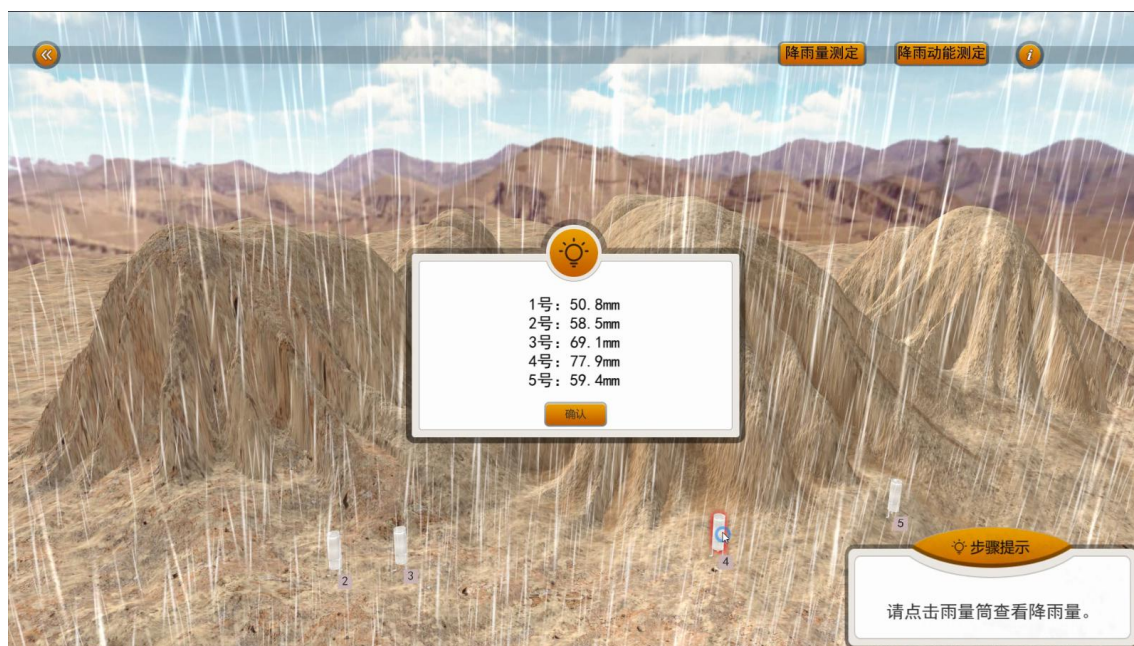 降雨量测定
降雨动能测定
i
1号：50.8mm
2号：58.5mm
3号：69.1mm
4号：77.9mm
5号：59.4mm
确认
5
2
3
4
步骤提示
请点击雨量筒查看降雨量。